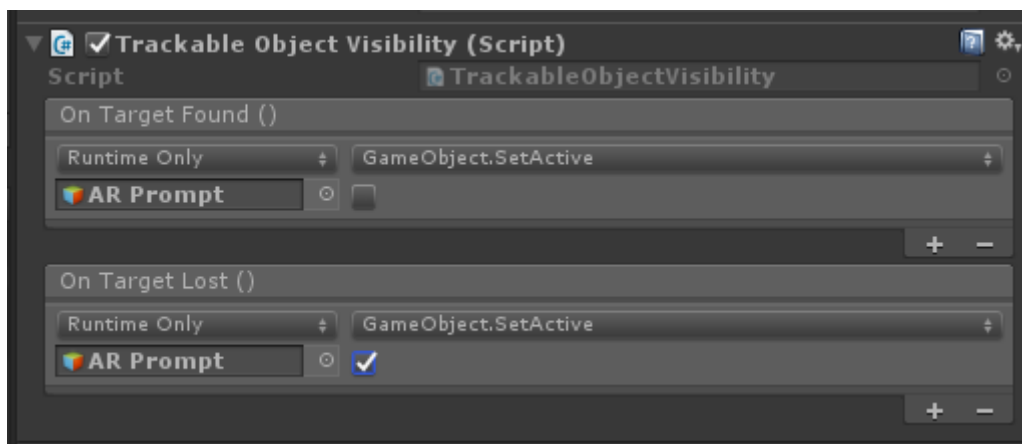 Trackable Object Visibility (Script)
Script TrackableObjectVisibility
On Target Found ()
Runtime Only GameObject.SetActive
AR Prompt
+ −
On Target Lost ()
Runtime Only GameObject.SetActive
AR Prompt
+ −